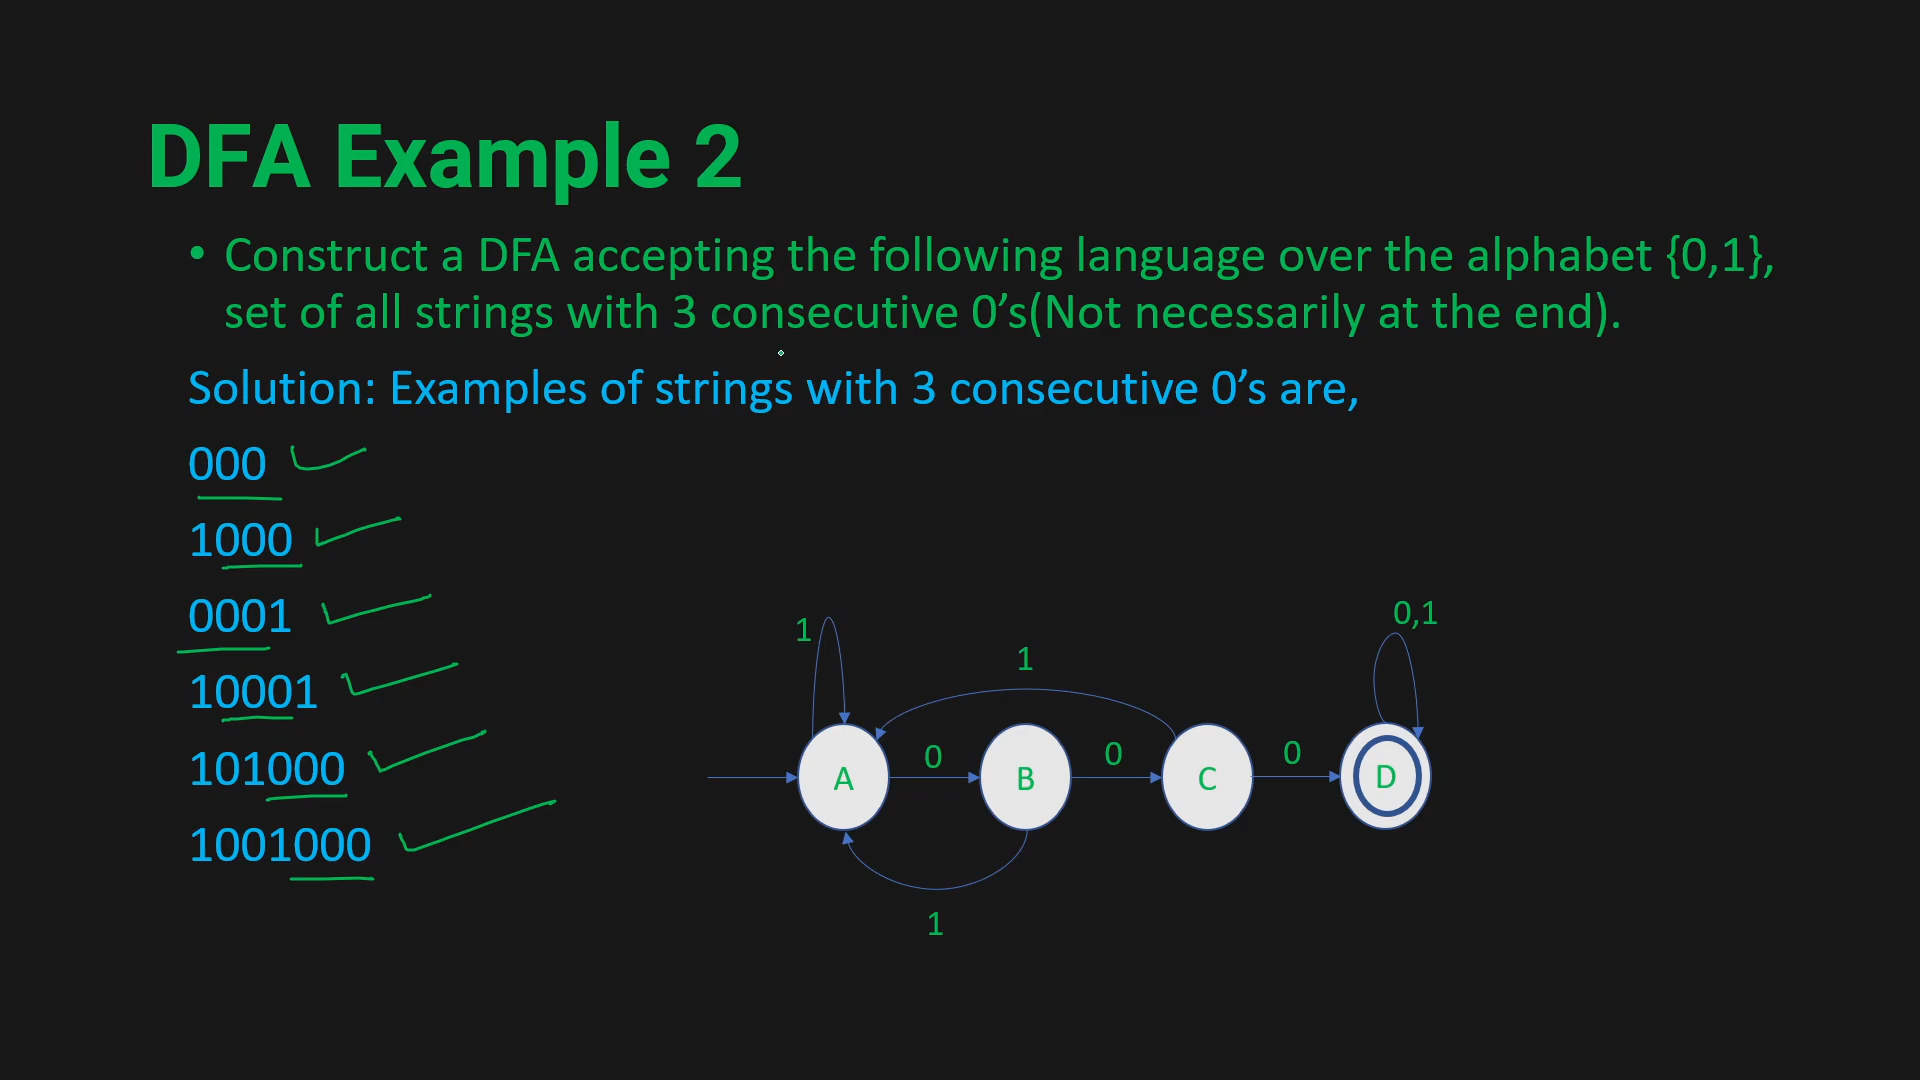 DFA Example 2
• Construct a DFA accepting the following language over the alphabet {0,1},
set of all strings with 3 consecutive 0’s(Not necessarily at the end).
Solution: Examples of strings with 3 consecutive 0’s are,
000
1000
0001
10001
101000
1001000
1
1
0,1
0
0
0
A
B
C
D
1